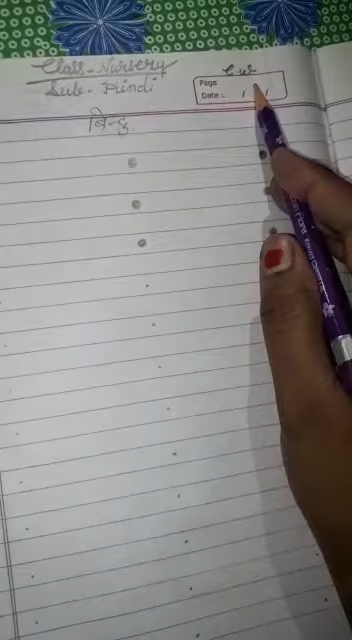 Class-Nursery
C.W.
Sub- Hindi
Page
Date : / /
बिन्दु